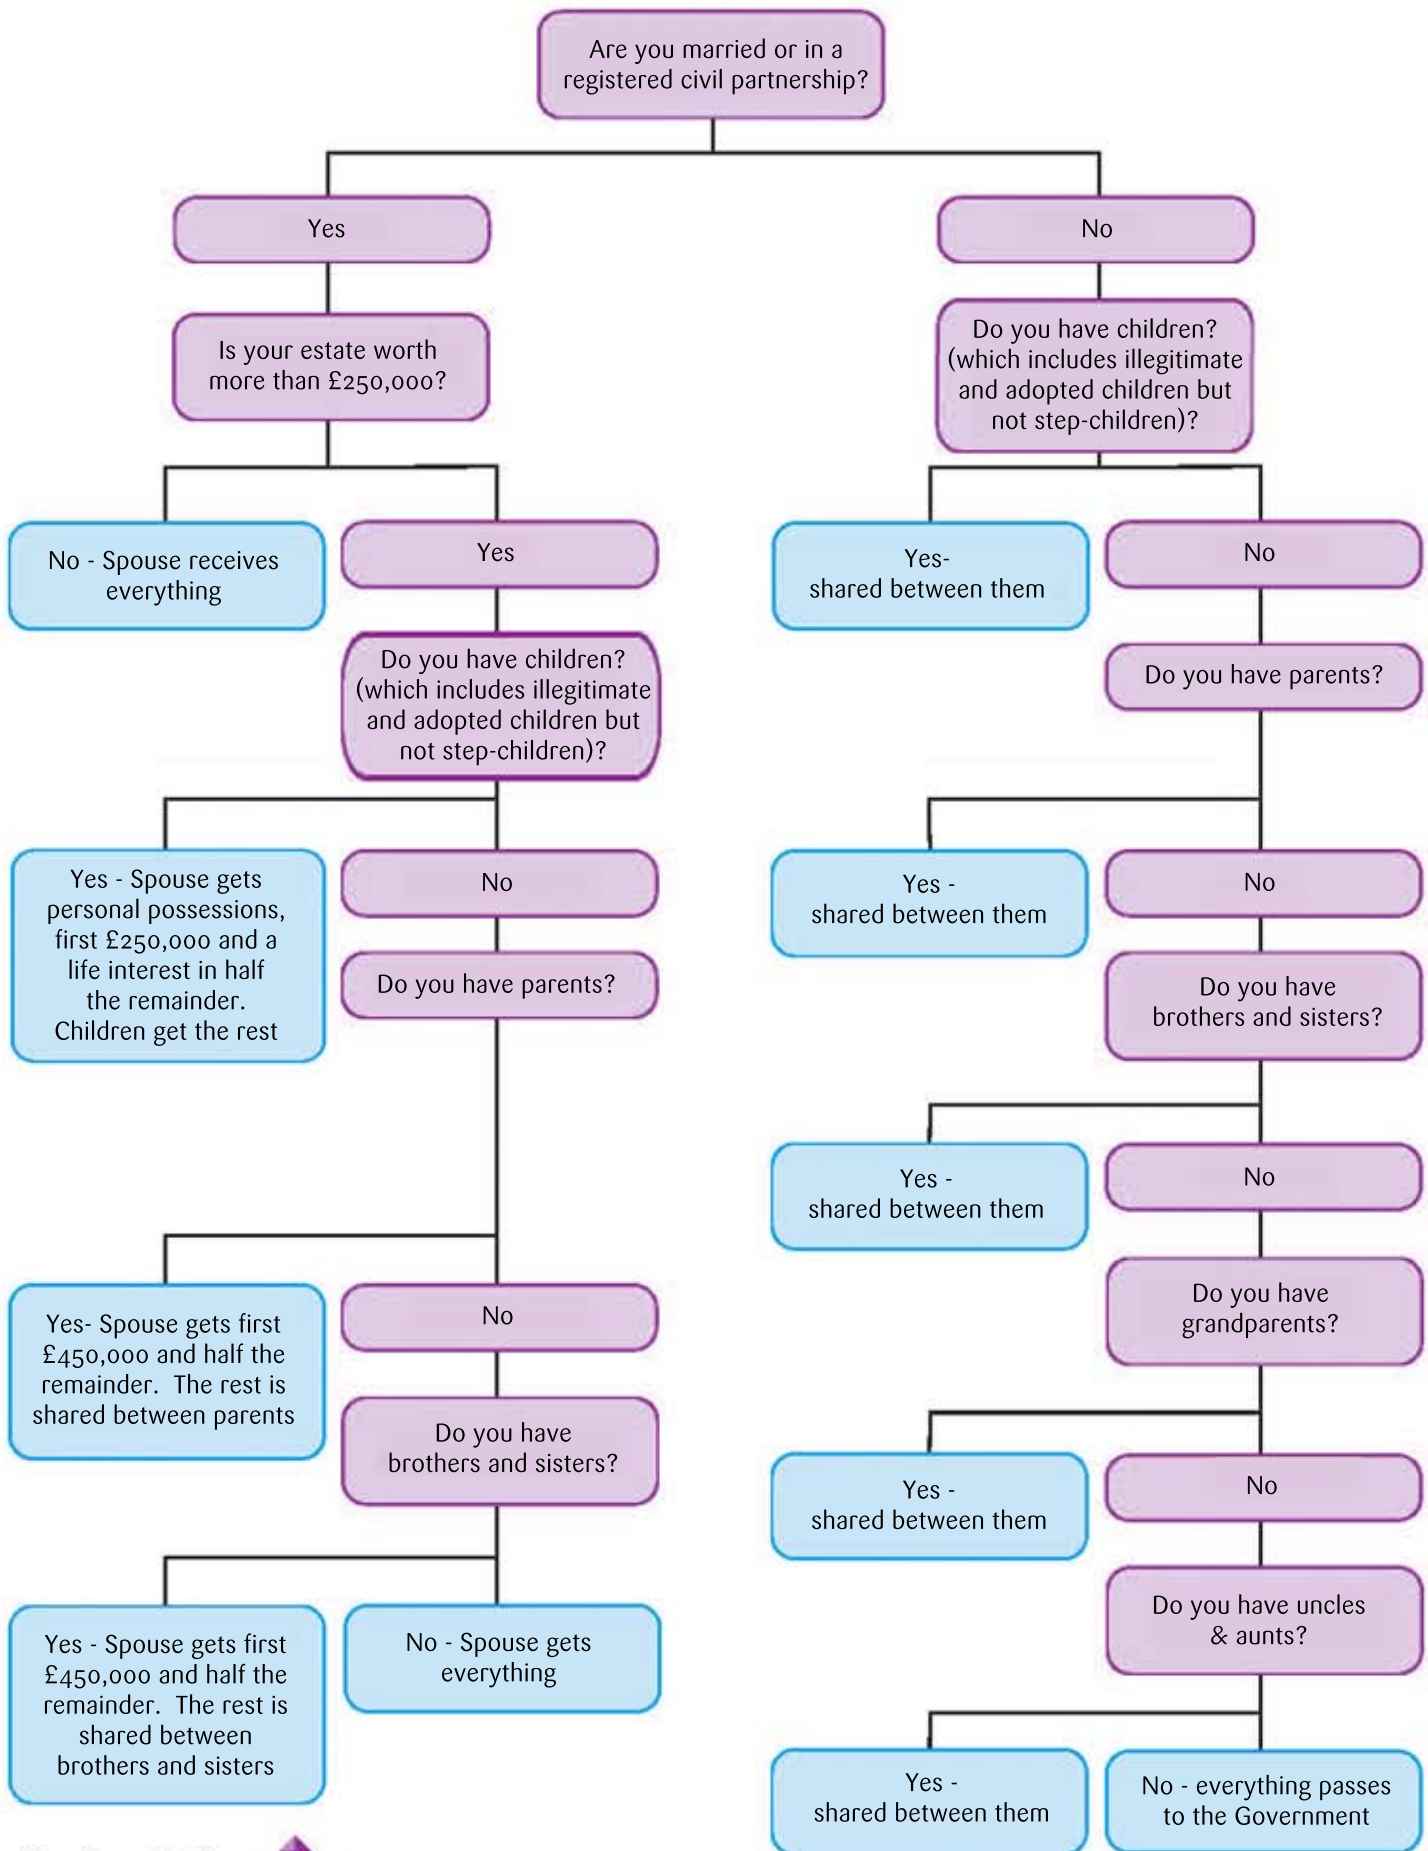 Are you married or in a
registered civil partnership?
Yes
Is your estate worth
more than £250,000?
No - Spouse receives
everything
Yes
Do you have children?
(which includes illegitimate
and adopted children but
not step-children)?
Yes - Spouse gets
personal possessions,
first £250,000 and a
life interest in half
the remainder.
Children get the rest
No
Do you have parents?
Yes- Spouse gets first
£450,000 and half the
remainder. The rest is
shared between parents
No
Do you have
brothers and sisters?
Yes - Spouse gets first
£450,000 and half the
remainder. The rest is
shared between
brothers and sisters
No - Spouse gets
everything
No
Do you have children?
(which includes illegitimate
and adopted children but
not step-children)?
Yes-
shared between them
No
Do you have parents?
Yes -
shared between them
No
Do you have
brothers and sisters?
Yes -
shared between them
No
Do you have
grandparents?
Yes -
shared between them
No
Do you have uncles
& aunts?
Yes -
shared between them
No - everything passes
to the Government